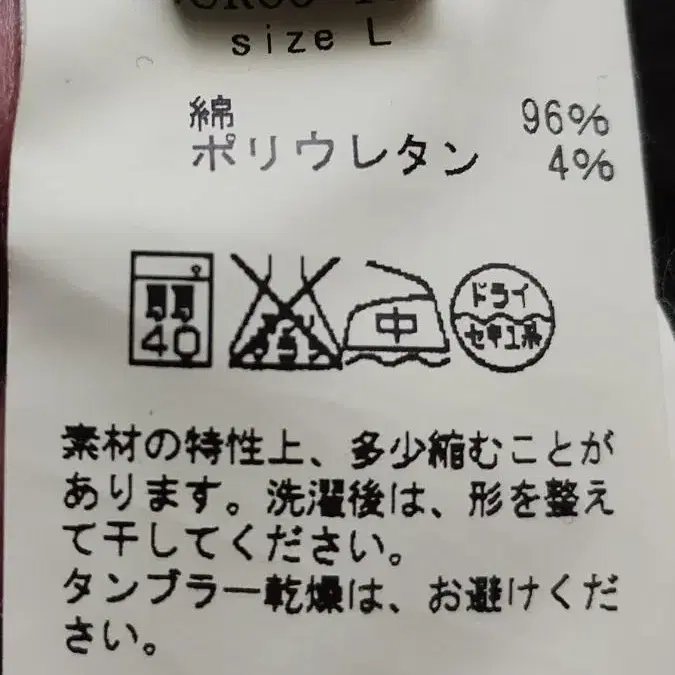 size L
綿 96%
ポリウレタン 4%
40
中
ドライ
セキユ系
素材の特性上、多少縮むことが
あります。洗濯後は、形を整え
て干してください。
タンブラー乾燥は、お避けくだ
さい。